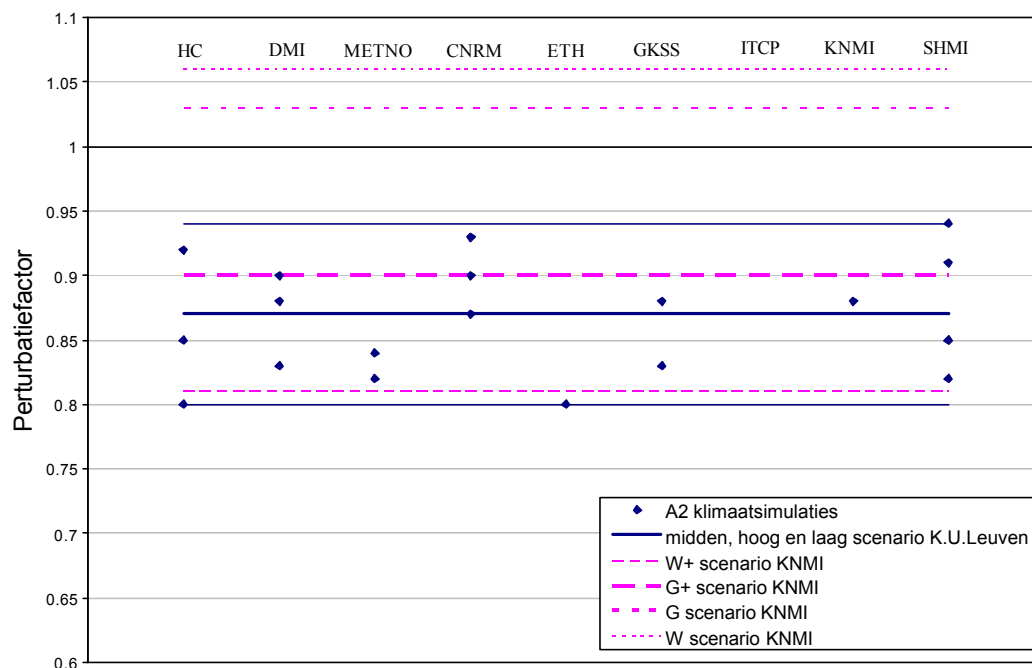 1.1
HC DMI METNO CNRM ETH GKSS ITCP KNMI SHMI
1.05
1
0.95
0.9
0.85
0.8
0.75
0.7
0.65
0.6
Perturbatiefactor
A2 klimaatsimulaties
midden, hoog en laag scenario K.U.Leuven
W+ scenario KNMI
G+ scenario KNMI
G scenario KNMI
W scenario KNMI